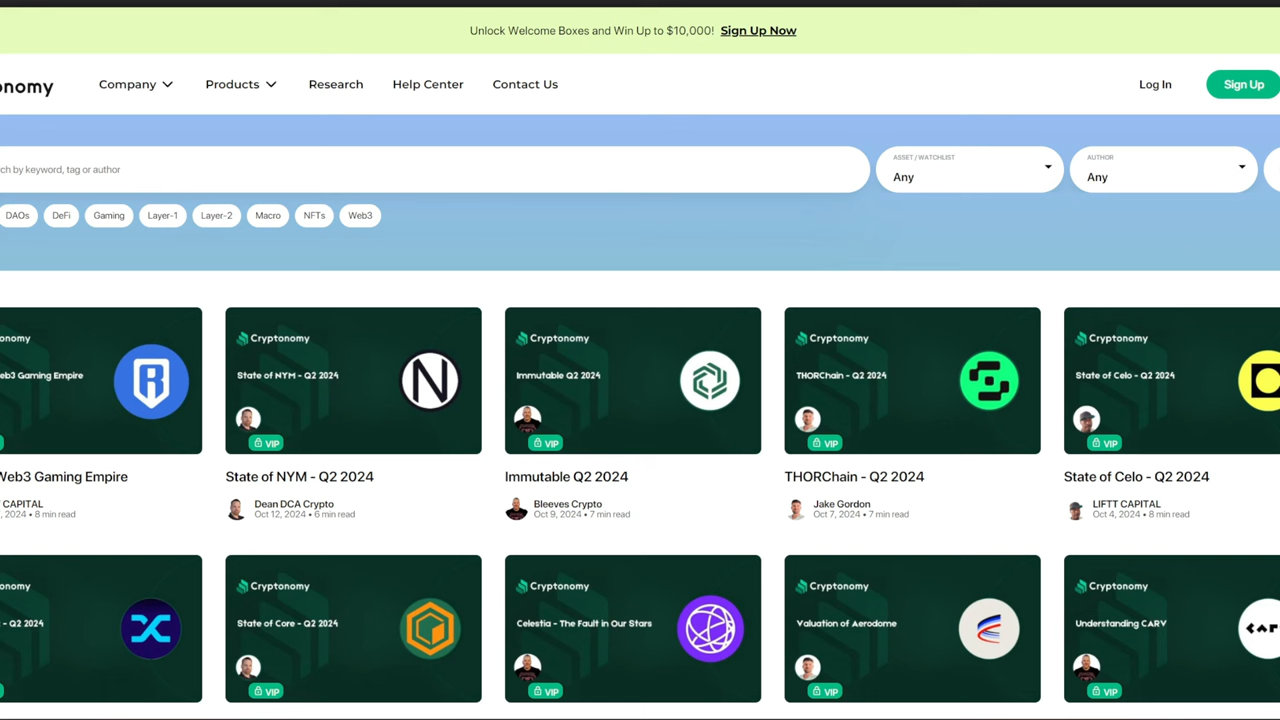 Unlock Welcome Boxes and Win Up to $10,000! Sign Up Now
onomy Company Products Research Help Center Contact Us Log In Sign Up
ch by keyword, tag or author
ASSET / WATCHLIST
Any
AUTHOR
Any
DAOs DeFi Gaming Layer-1 Layer-2 Macro NFTs Web3
onomy
eb3 Gaming Empire
Web3 Gaming Empire
CAPITAL
, 2024 • 8 min read
Cryptonomy
State of NYM - Q2 2024
N
VIP
State of NYM - Q2 2024
Dean DCA Crypto
Oct 12, 2024 • 6 min read
Cryptonomy
Immutable Q2 2024
VIP
Immutable Q2 2024
Bleeves Crypto
Oct 9, 2024 • 7 min read
Cryptonomy
THORChain - Q2 2024
VIP
THORChain - Q2 2024
Jake Gordon
Oct 7, 2024 • 7 min read
Cryptonomy
State of Celo - Q2 2024
VIP
State of Celo - Q2 2024
LIFTT CAPITAL
Oct 4, 2024 • 8 min read
onomy
- Q2 2024
Cryptonomy
State of Core - Q2 2024
VIP
Cryptonomy
Celestia - The Fault in Our Stars
VIP
Cryptonomy
Valuation of Aerodome
VIP
Cryptonomy
Understanding CARV
VIP